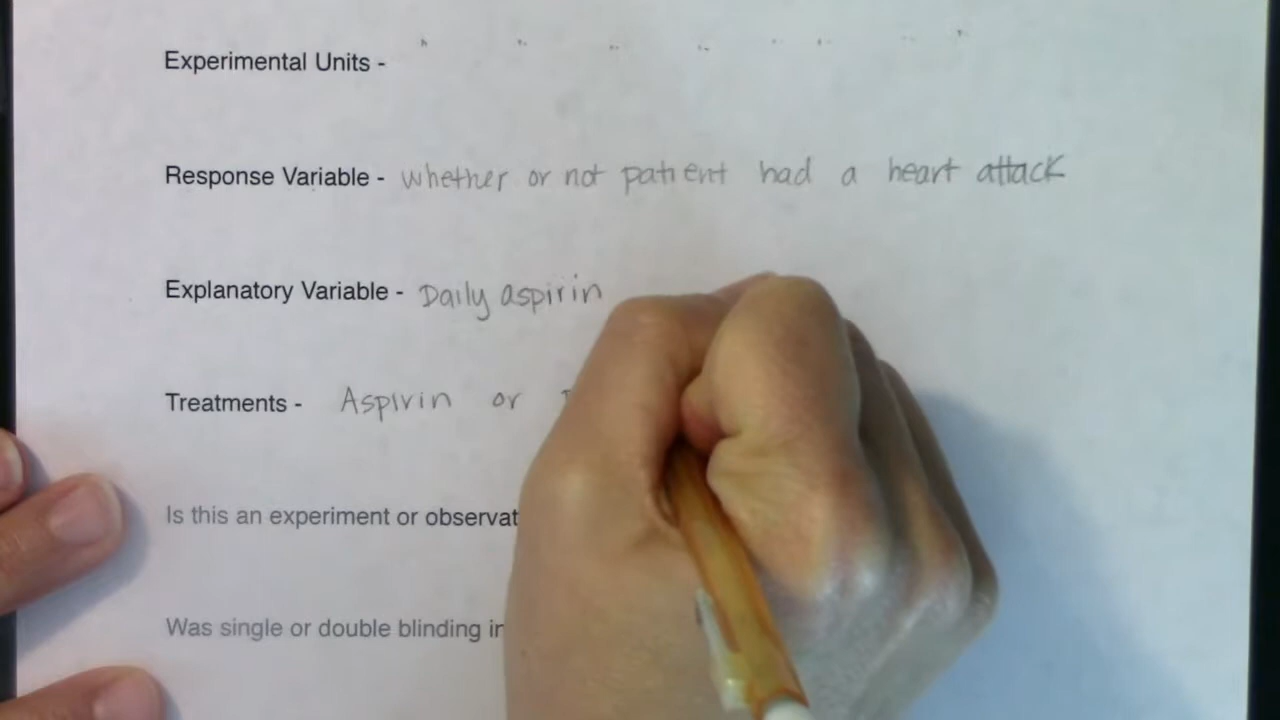 Experimental Units -
Response Variable - whether or not patient had a heart attack
Explanatory Variable - Daily aspirin
Treatments - Aspirin or
Is this an experiment or observat
Was single or double blinding in